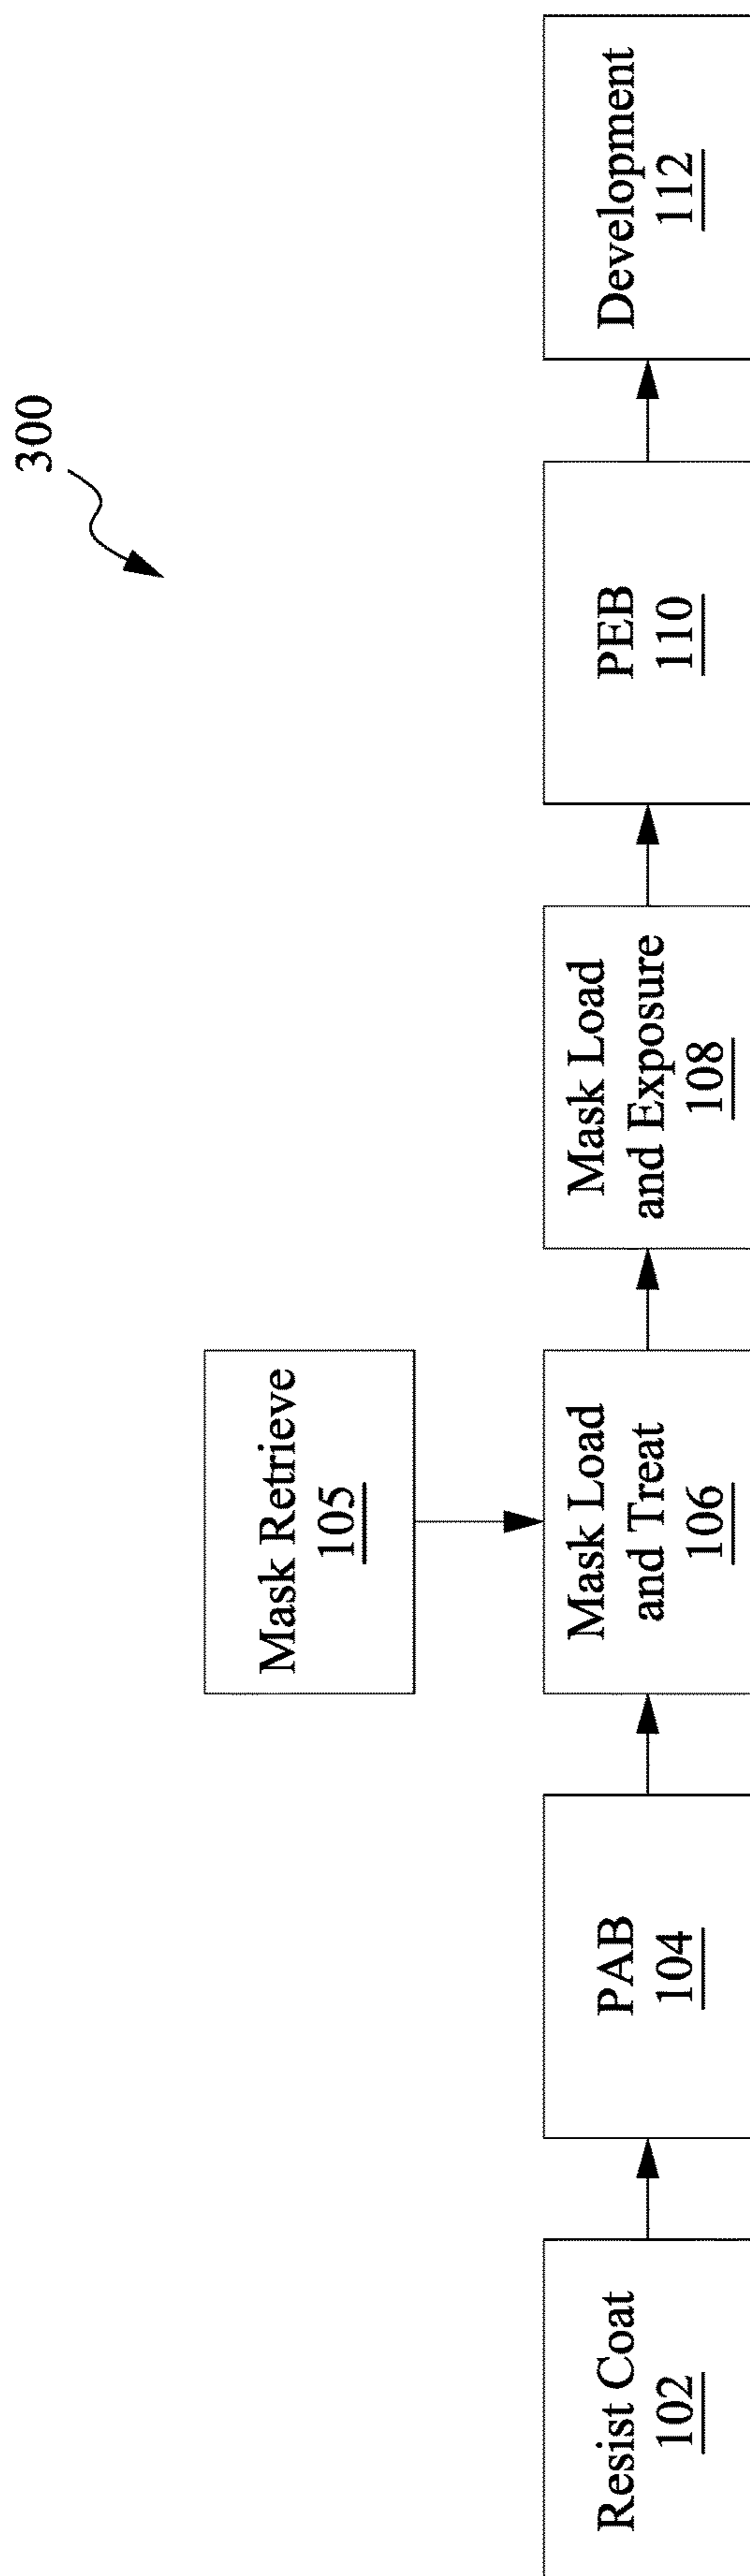 300
Mask Retrieve
105
Resist Coat
102
PAB
104
Mask Load
and Treat
106
Mask Load
and Exposure
108
PEB
110
Development
112